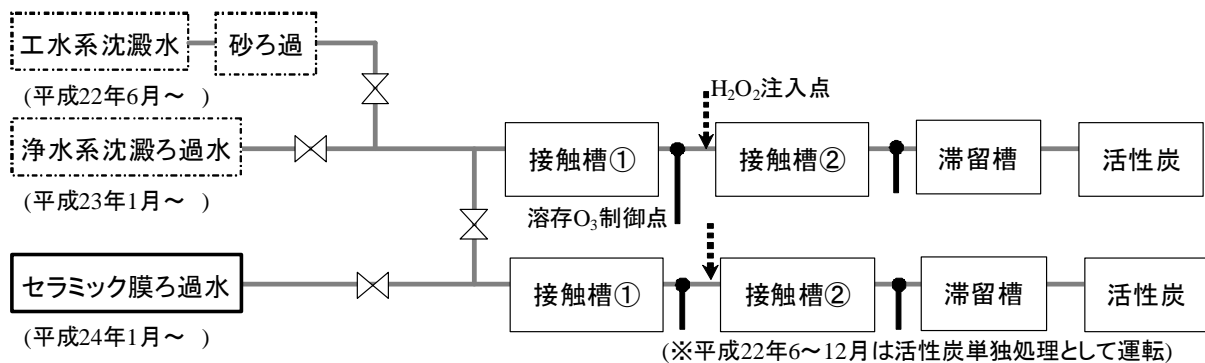 工水系沈澱水 砂ろ過
(平成22年6月～ )
H₂O₂注入点
浄水系沈澱ろ過水 接触槽① 接触槽② 滞留槽 活性炭
(平成23年1月～ )
溶存O₃制御点
セラミック膜ろ過水 接触槽① 接触槽② 滞留槽 活性炭
(平成24年1月～ )
(※平成22年6～12月は活性炭単独処理として運転)